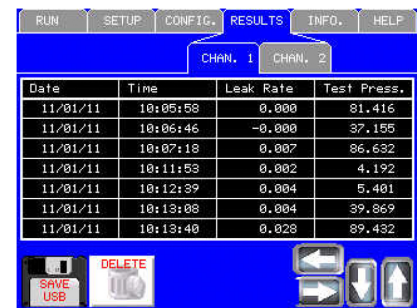 RUN SETUP CONFIG. RESULTS INFO. HELP
CHAN. 1 CHAN. 2
Date Time Leak Rate Test Press.
11/01/11 10:05:58 0.000 81.416
11/01/11 10:06:46 -0.000 37.155
11/01/11 10:07:18 0.007 86.632
11/01/11 10:11:53 0.002 4.192
11/01/11 10:12:39 0.004 5.401
11/01/11 10:13:08 0.004 39.869
11/01/11 10:13:40 0.028 89.432
DELETE
SAVE
USB